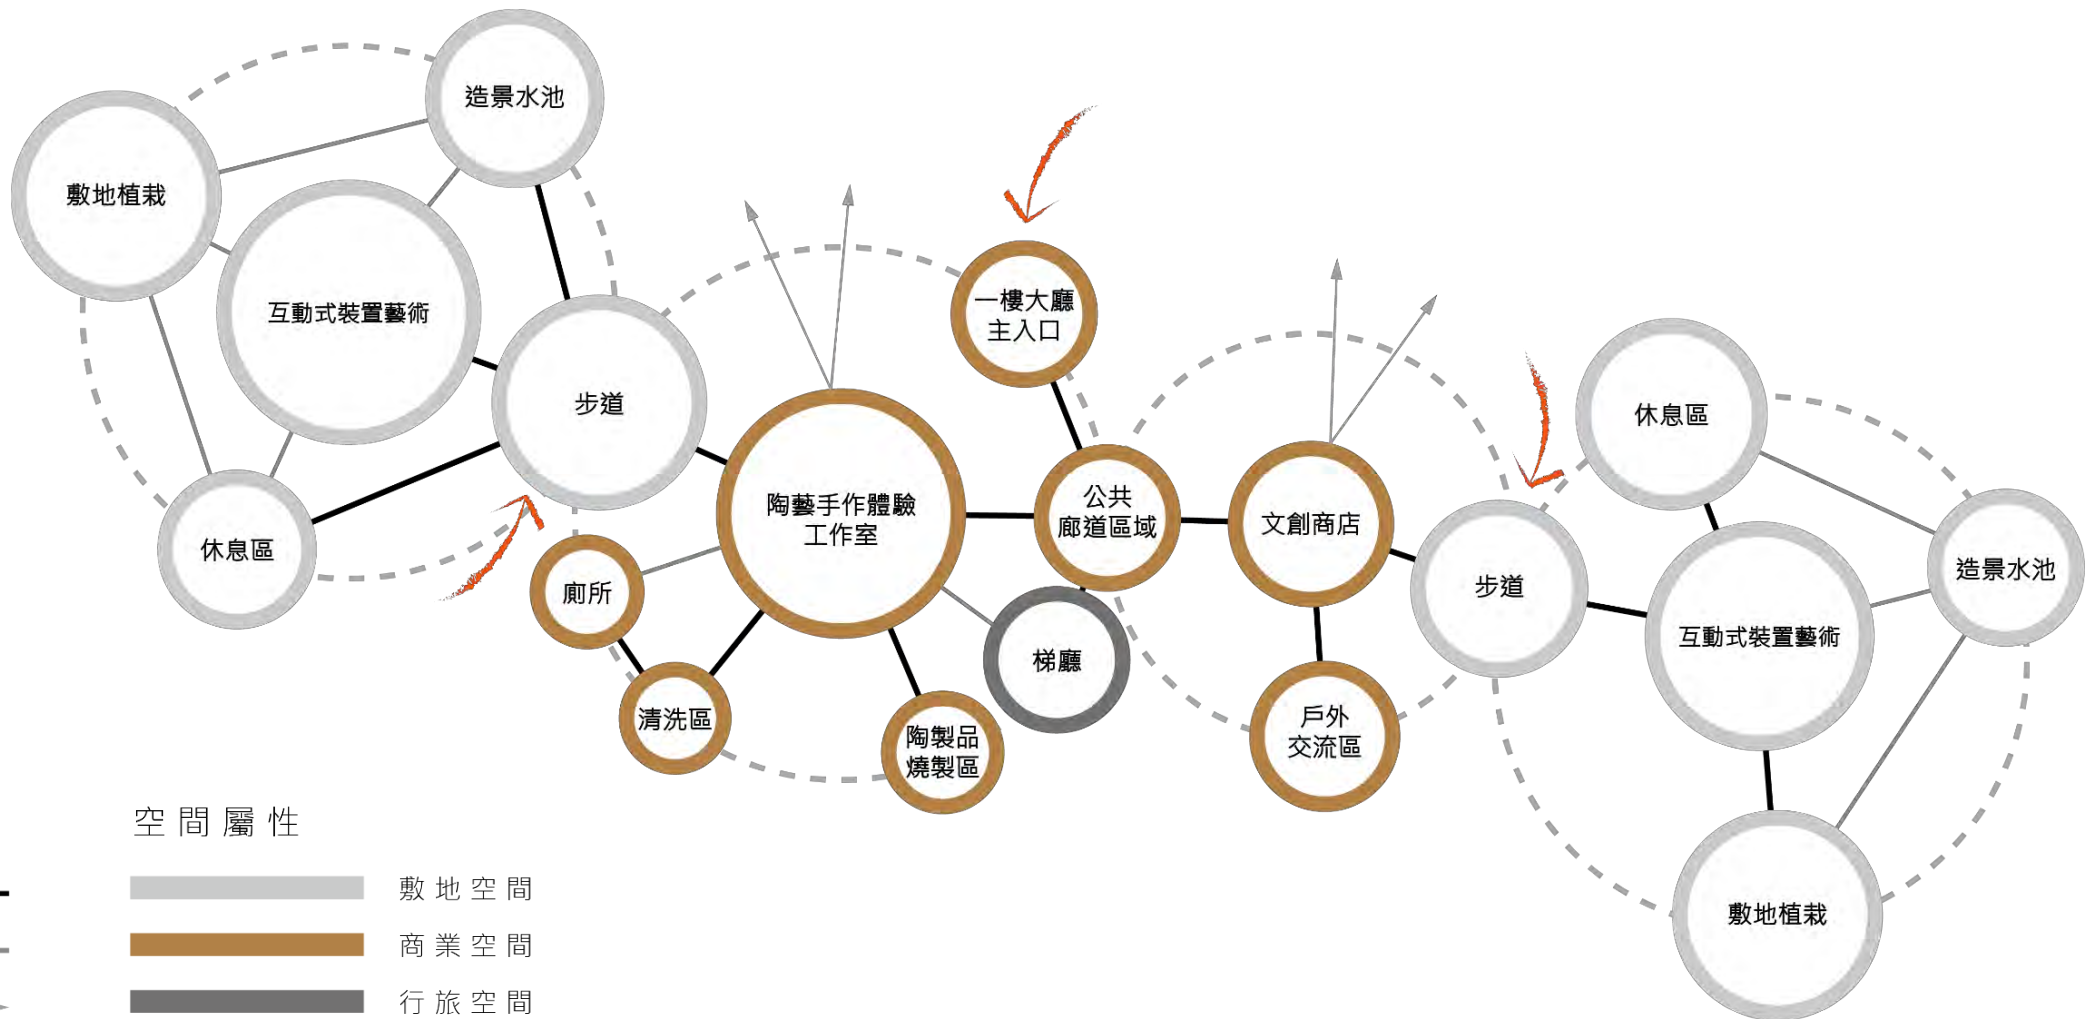 造景水池
敷地植栽
互動式裝置藝術
步道
休息區
一樓大廳
主入口
陶藝手作體驗
工作室
公共
廊道區域
文創商店
廁所
清洗區
陶製品
燒製區
梯廳
戶外
交流區
步道
休息區
造景水池
互動式裝置藝術
敷地植栽
空間屬性
敷地空間
商業空間
行旅空間